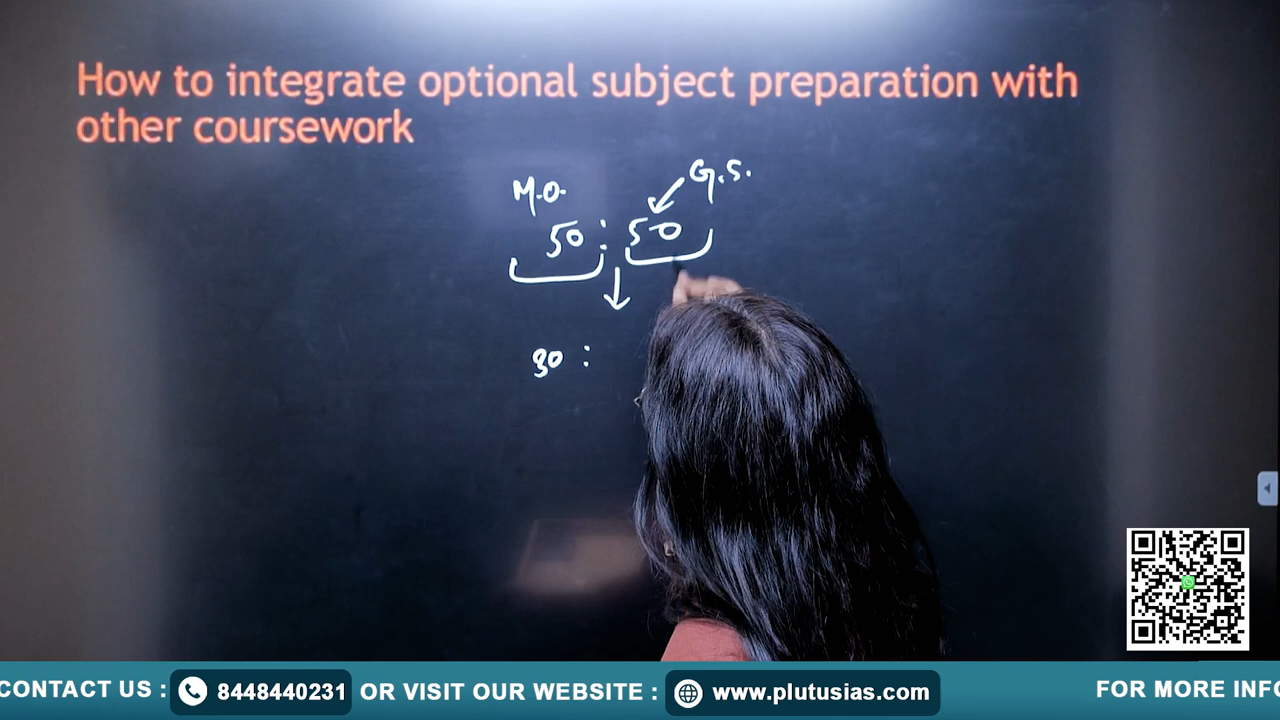 How to integrate optional subject preparation with
other coursework
M.O.
G.S.
50 : 50
30 :
CONTACT US : 8448440231 OR VISIT OUR WEBSITE : www.plutusias.com FOR MORE INFO